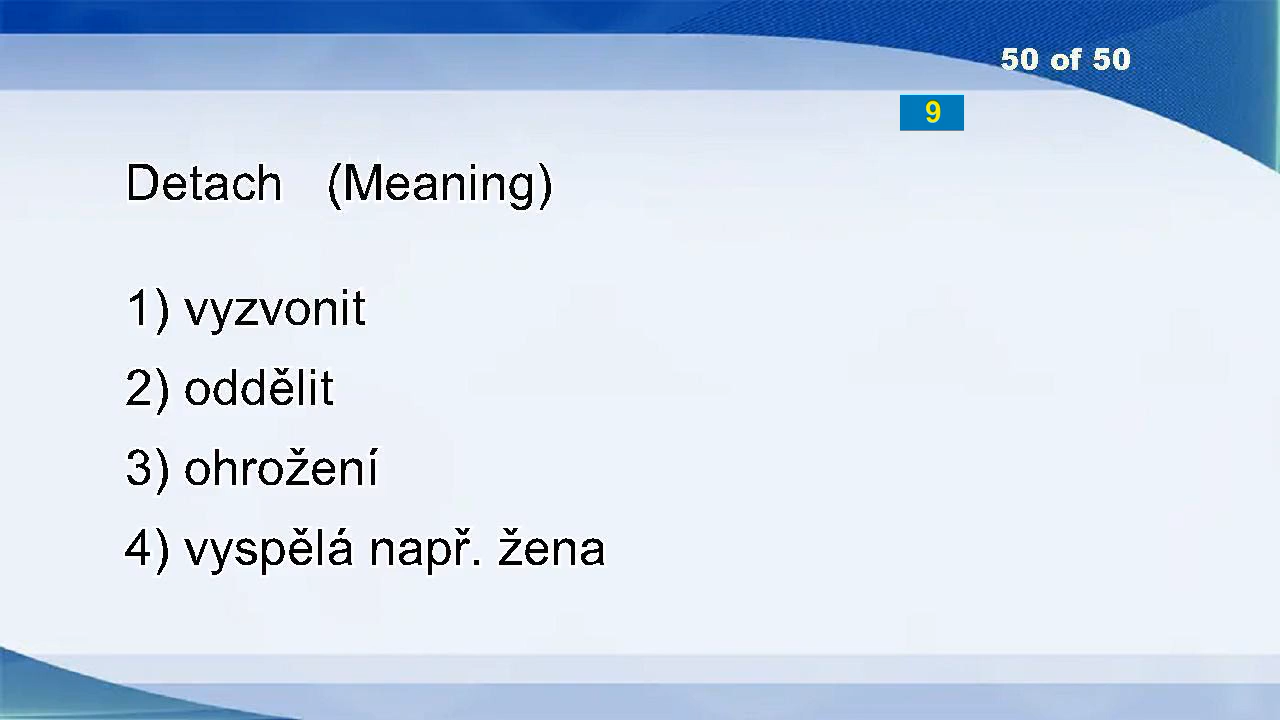 50 of 50
9
Detach (Meaning)
1) vyzvonit
2) oddělit
3) ohrožení
4) vyspělá např. žena